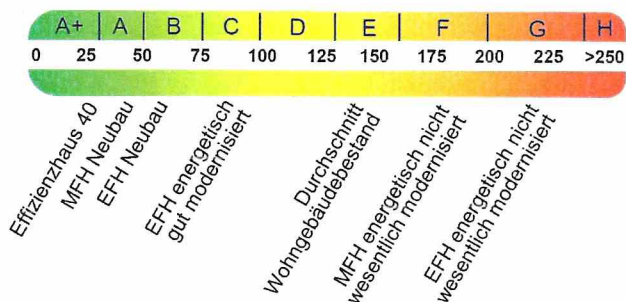 A+ A B C D E F G H
0 25 50 75 100 125 150 175 200 225 >250
Effizienzhaus 40
MFH Neubau
EFH Neubau
EFH energetisch
gut modernisiert
Durchschnitt
Wohngebäudebestand
MFH energetisch nicht
wesentlich modernisiert
EFH energetisch nicht
wesentlich modernisiert